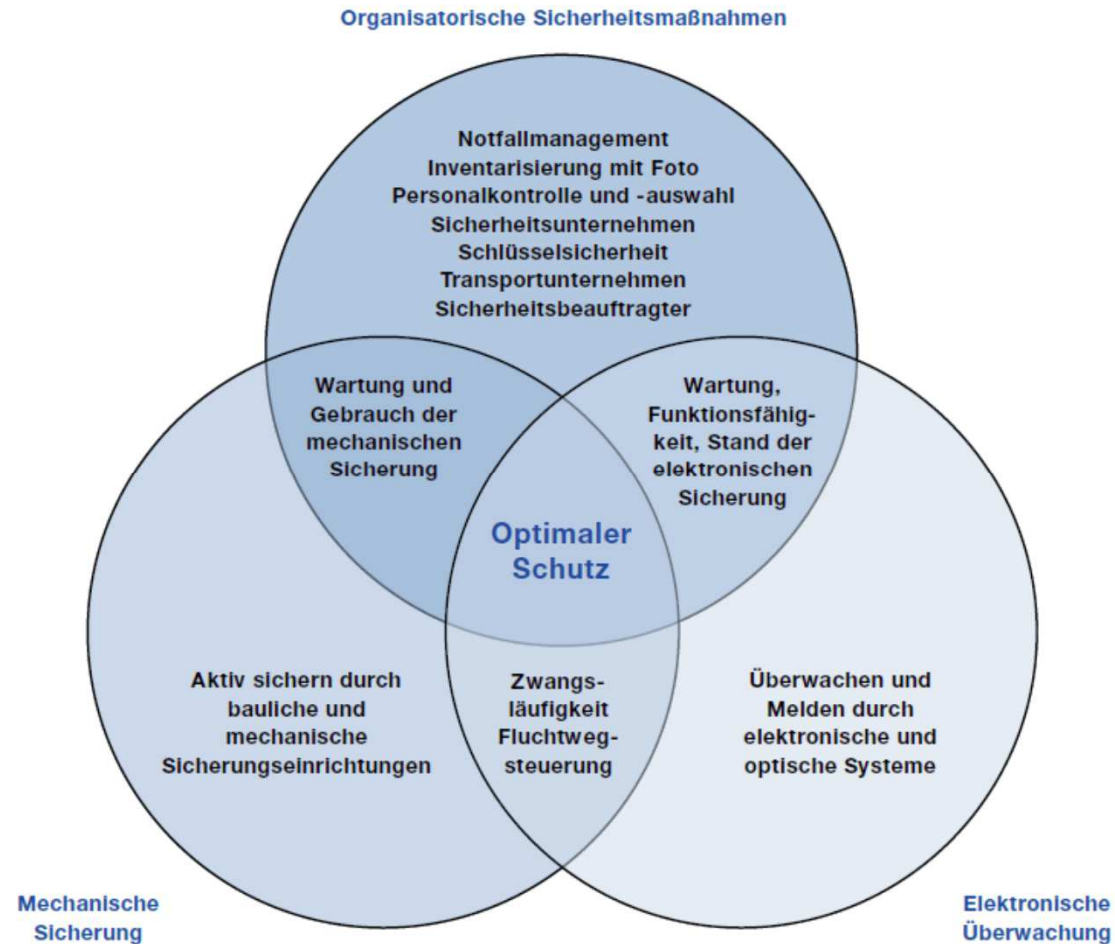 Organisatorische Sicherheitsmaßnahmen
Notfallmanagement
Inventarisierung mit Foto
Personalkontrolle und -auswahl
Sicherheitsunternehmen
Schlüsselsicherheit
Transportunternehmen
Sicherheitsbeauftragter
Wartung und
Gebrauch der
mechanischen
Sicherung
Wartung,
Funktionsfähig-
keit, Stand der
elektronischen
Sicherung
Optimaler
Schutz
Aktiv sichern durch
bauliche und
mechanische
Sicherungseinrichtungen
Zwangs-
läufigkeit
Fluchtweg-
steuerung
Überwachen und
Melden durch
elektronische und
optische Systeme
Mechanische
Sicherung
Elektronische
Überwachung